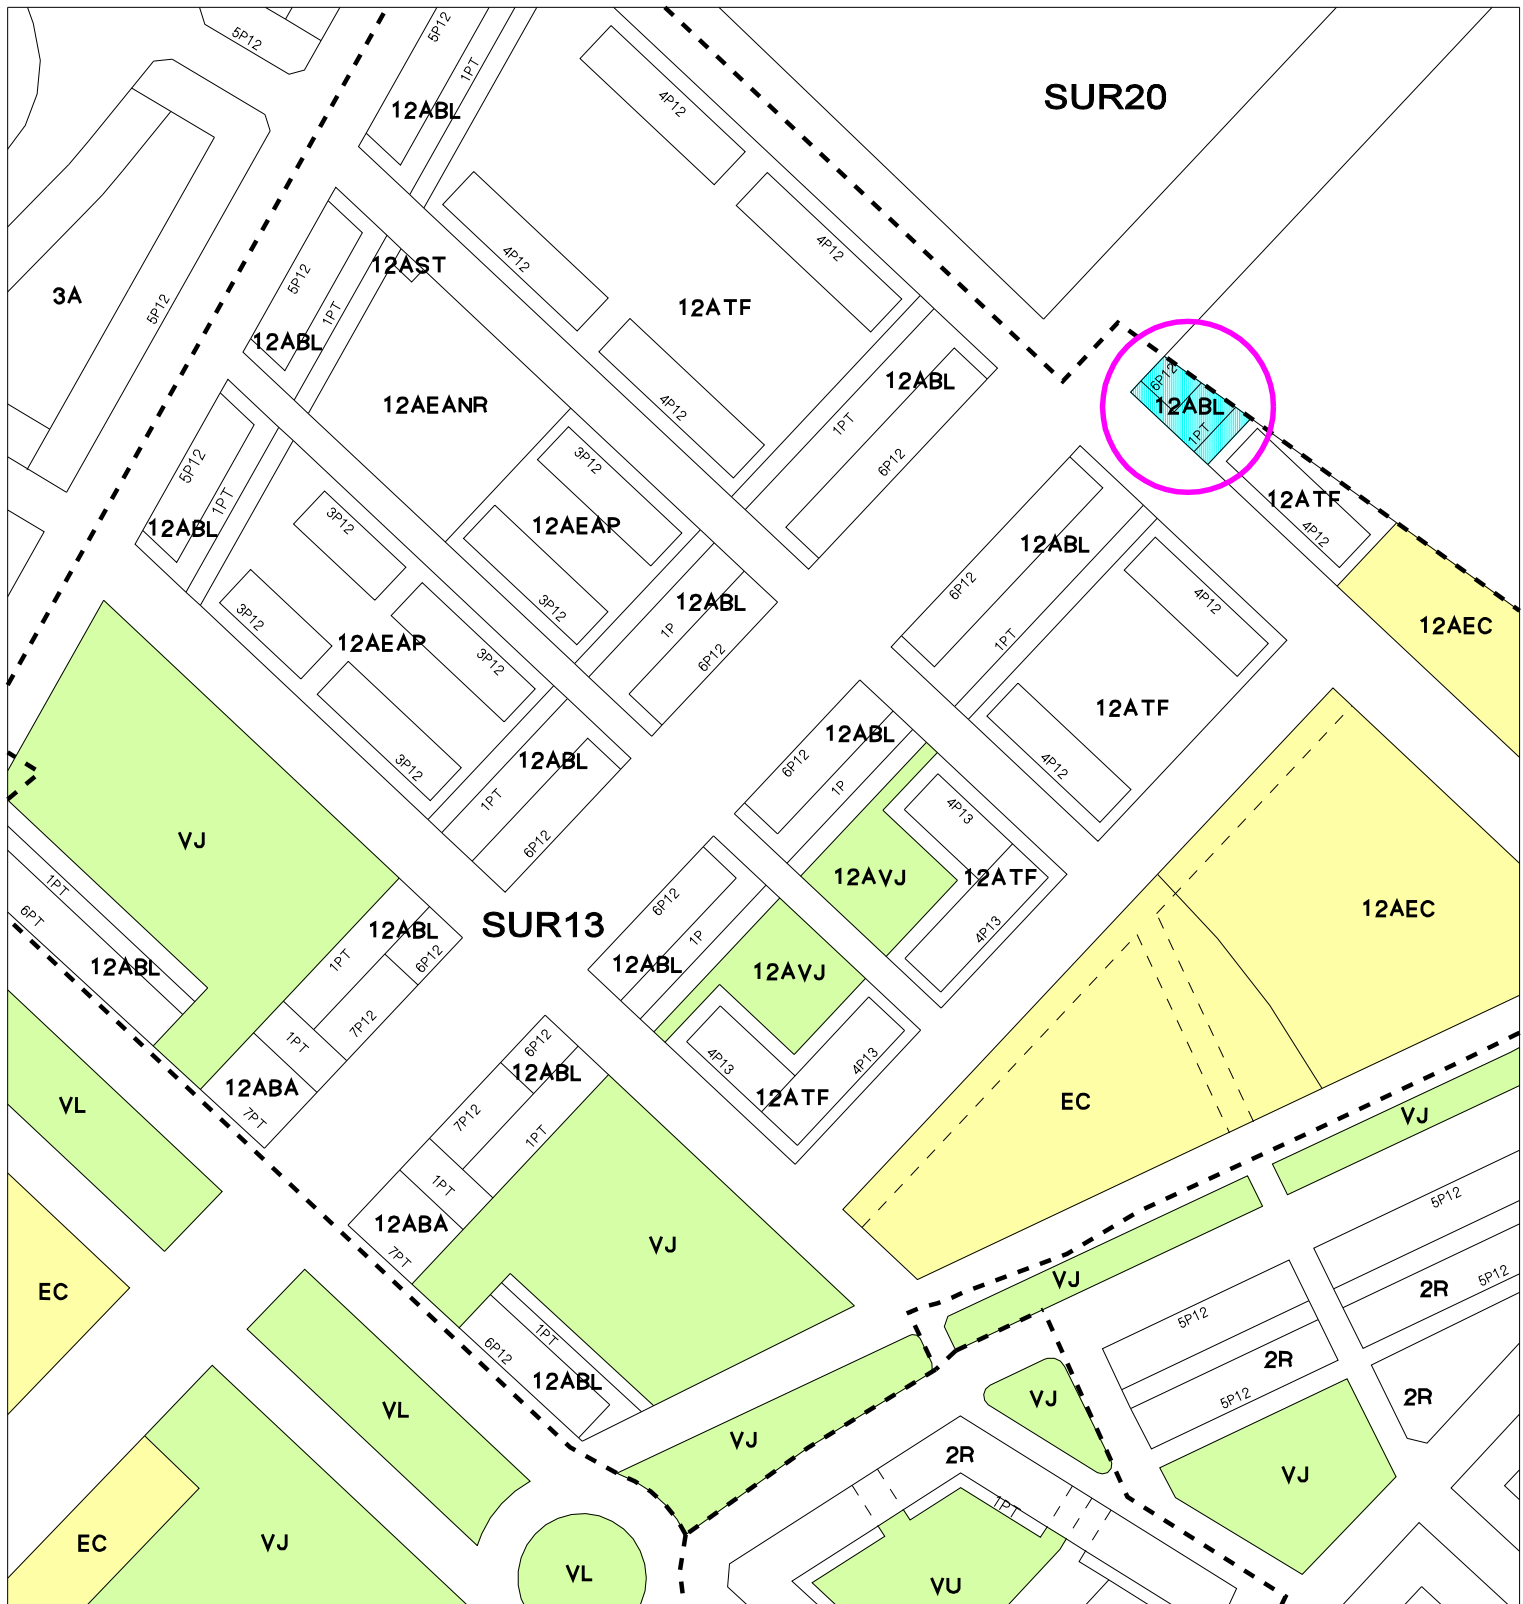 5P12
5P12
1PT
12ABL
4P12
SUR20
5P12
1PT
12ABL
12AST
4P12
4P12
12ATF
3A
5P12
12AEANR
4P12
12ABL
1PT
6P12
6P12
12ABL
1PT
12ATF
4P12
5P12
1PT
12ABL
3P12
3P12
12AEAP
3P12
12ABL
6P12
1PT
4P12
12ATF
4P12
12AEC
3P12
12AEAP
3P12
3P12
12ABL
1P
6P12
12ABL
1PT
6P12
12ABL
6P12
1P
4P13
12AVJ
12ATF
4P13
VJ
1PT
6PT
12ABL
12ABL
1PT
6P12
7P12
1PT
12ABA
7PT
SUR13
6P12
1P
12ABL
12AVJ
4P13
4P13
12ATF
12AEC
EC
VJ
VL
6P12
12ABL
7P12
1PT
1PT
12ABA
7PT
VJ
VJ
5P12
5P12
2R
EC
1PT
6P12
12ABL
5P12
2R
5P12
2R
VL
VJ
VJ
2R
1PT
VJ
EC
VJ
VL
VU